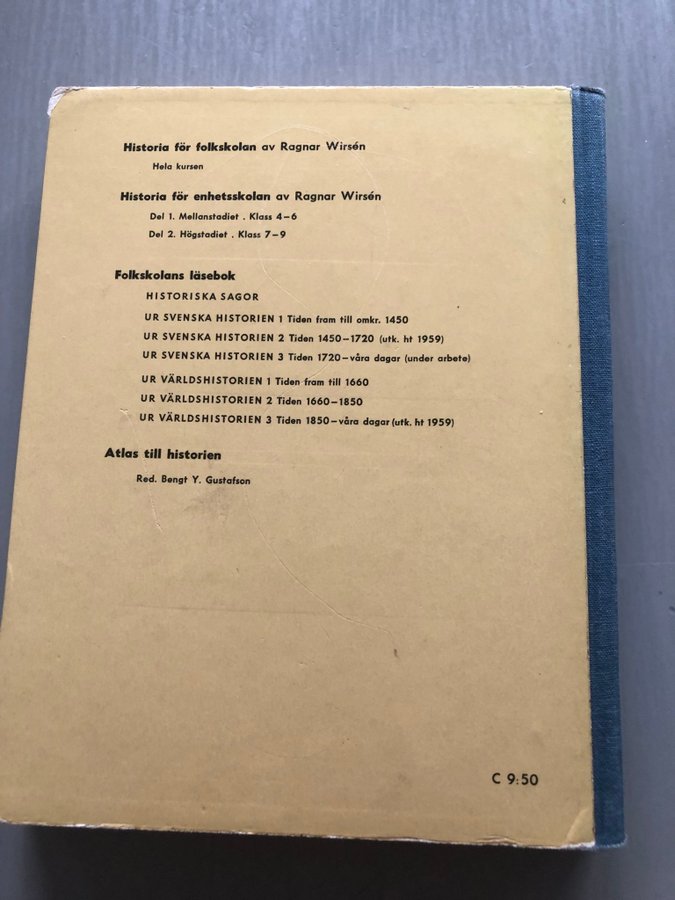 Historia för folkskolan av Ragnar Wirsén
Hela kursen
Historia för enhetsskolan av Ragnar Wirsén
Del 1. Mellanstadiet . Klass 4–6
Del 2. Högstadiet . Klass 7–9
Folkskolans läsebok
HISTORISKA SAGOR
UR SVENSKA HISTORIEN 1 Tiden fram till omkr. 1450
UR SVENSKA HISTORIEN 2 Tiden 1450–1720 (utk. ht 1959)
UR SVENSKA HISTORIEN 3 Tiden 1720–våra dagar (under arbete)
UR VÄRLDSHISTORIEN 1 Tiden fram till 1660
UR VÄRLDSHISTORIEN 2 Tiden 1660–1850
UR VÄRLDSHISTORIEN 3 Tiden 1850–våra dagar (utk. ht 1959)
Atlas till historien
Red. Bengt Y. Gustafson
C 9:50